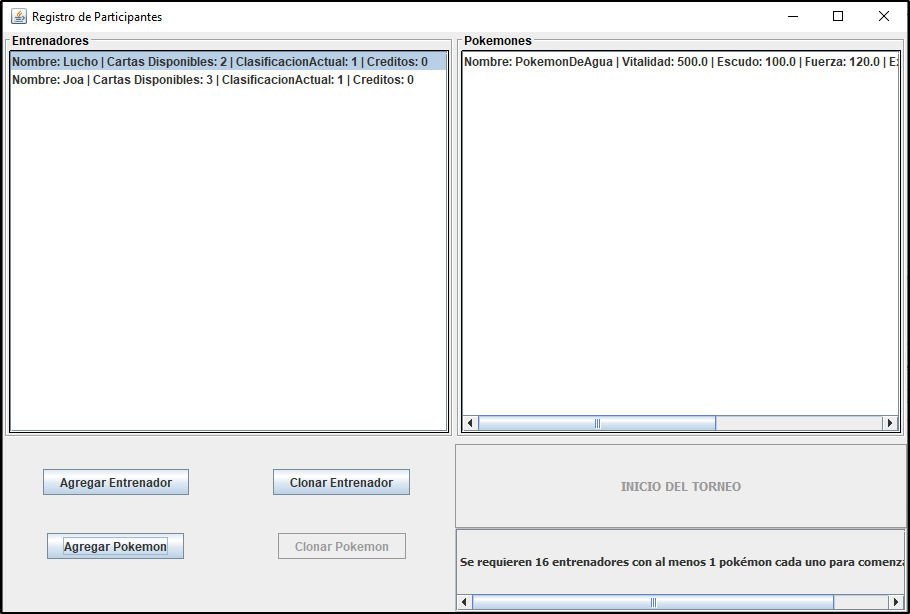 Registro de Participantes
Entrenadores
Nombre: Lucho | Cartas Disponibles: 2 | ClasificacionActual: 1 | Creditos: 0
Nombre: Joa | Cartas Disponibles: 3 | ClasificacionActual: 1 | Creditos: 0
Pokemones
Nombre: PokemonDeAgua | Vitalidad: 500.0 | Escudo: 100.0 | Fuerza: 120.0 |
Agregar Entrenador
Clonar Entrenador
Agregar Pokemon
Clonar Pokemon
INICIO DEL TORNEO
Se requieren 16 entrenadores con al menos 1 pokémon cada uno para